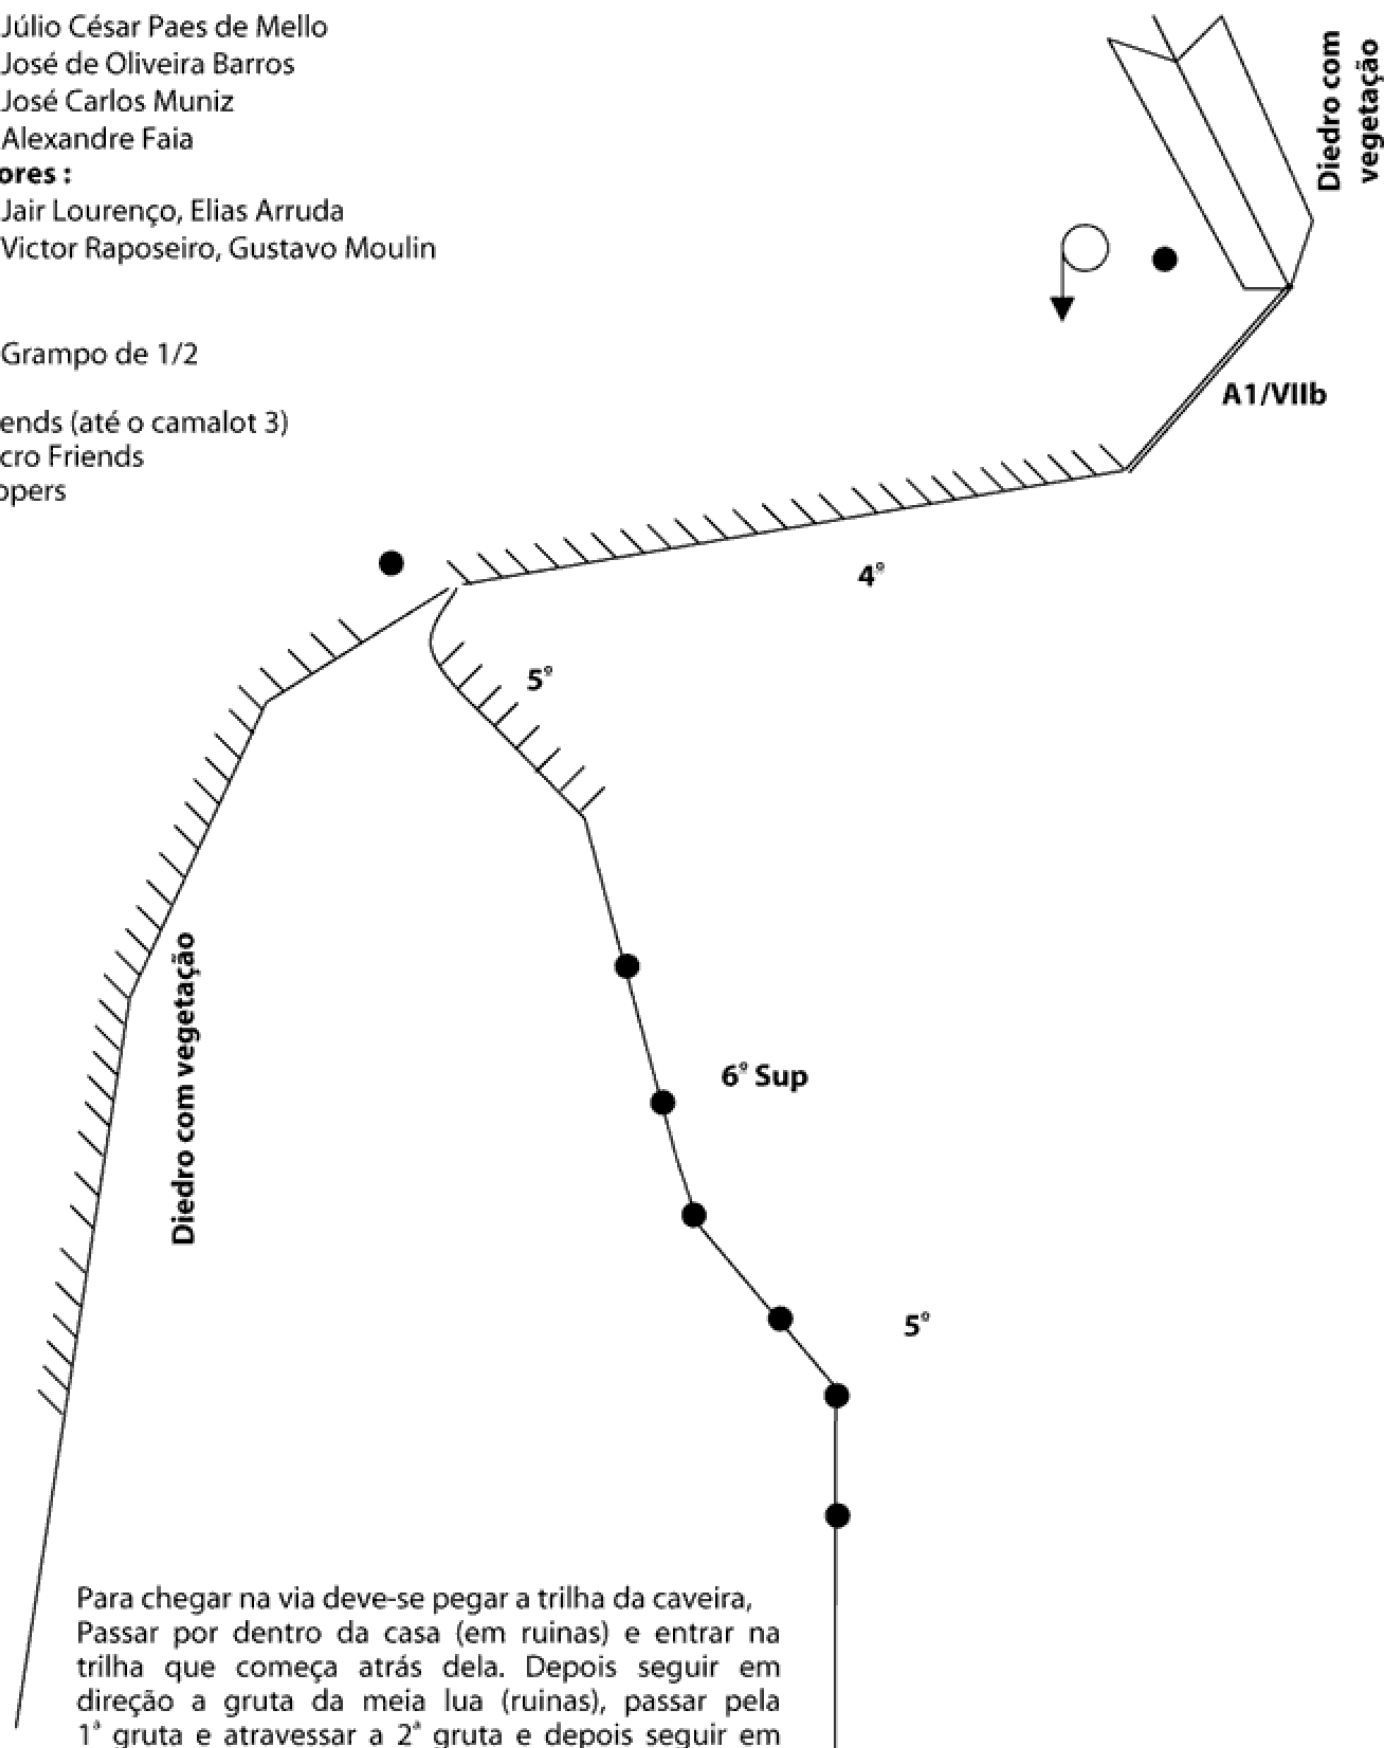 Júlio César Paes de Mello
José de Oliveira Barros
José Carlos Muniz
Alexandre Faia
ores :
Jair Lourenço, Elias Arruda
Victor Raposeiro, Gustavo Moulin
Grampo de 1/2
ends (até o camalot 3)
cro Friends
opers
Diedro com
vegetação
A1/VIIb
4º
5º
Diedro com vegetação
6º Sup
5º
Para chegar na via deve-se pegar a trilha da caveira,
Passar por dentro da casa (em ruinas) e entrar na
trilha que começa atrás dela. Depois seguir em
direção a gruta da meia lua (ruinas), passar pela
1ª gruta e atravessar a 2ª gruta e depois seguir em